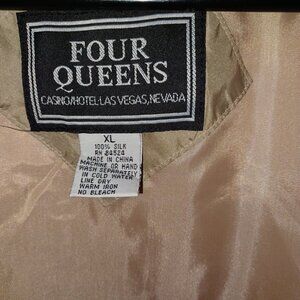 FOUR
QUEENS
CASINO/HOTEL·LAS VEGAS, NEVADA
XL
100% SILK
RN 84524
MADE IN CHINA
MACHINE OR HAND
WASH SEPARATELY
IN COLD WATER
LINE DRY
WARM IRON
NO BLEACH